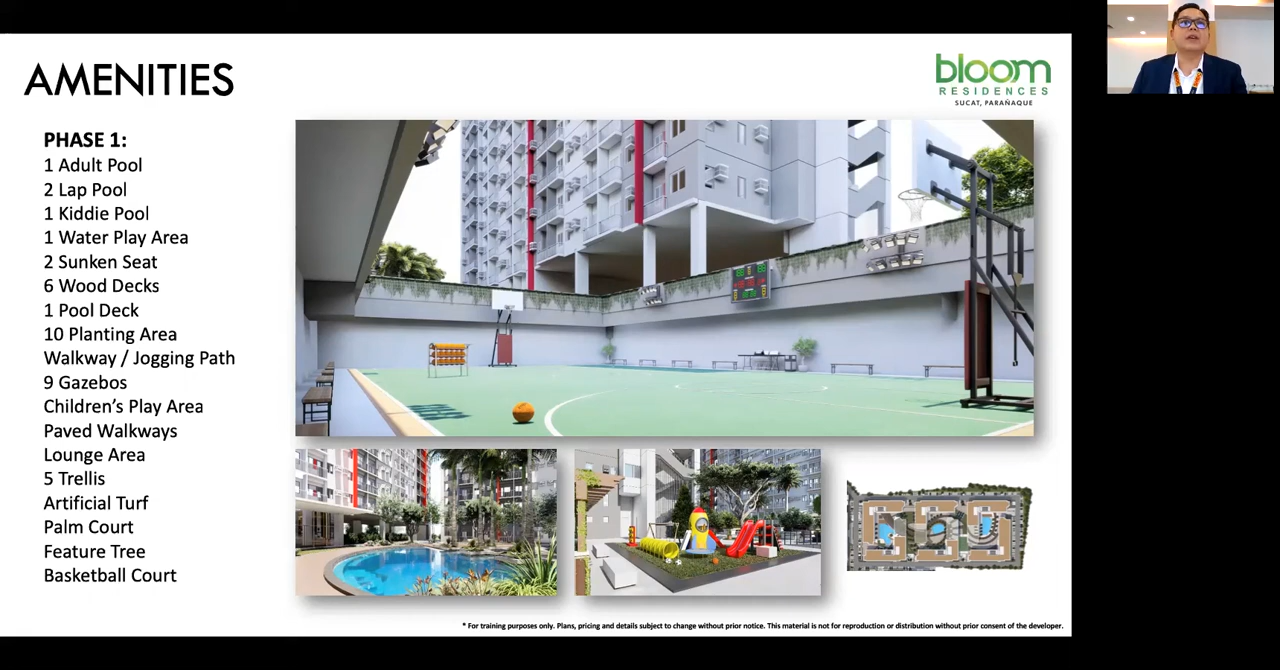 AMENITIES
bloom
RESIDENCES
SUCAT, PARAÑAQUE
PHASE 1:
1 Adult Pool
2 Lap Pool
1 Kiddie Pool
1 Water Play Area
2 Sunken Seat
6 Wood Decks
1 Pool Deck
10 Planting Area
Walkway / Jogging Path
9 Gazebos
Children’s Play Area
Paved Walkways
Lounge Area
5 Trellis
Artificial Turf
Palm Court
Feature Tree
Basketball Court
* For training purposes only. Plans, pricing and details subject to change without prior notice. This material is not for reproduction or distribution without prior consent of the developer.